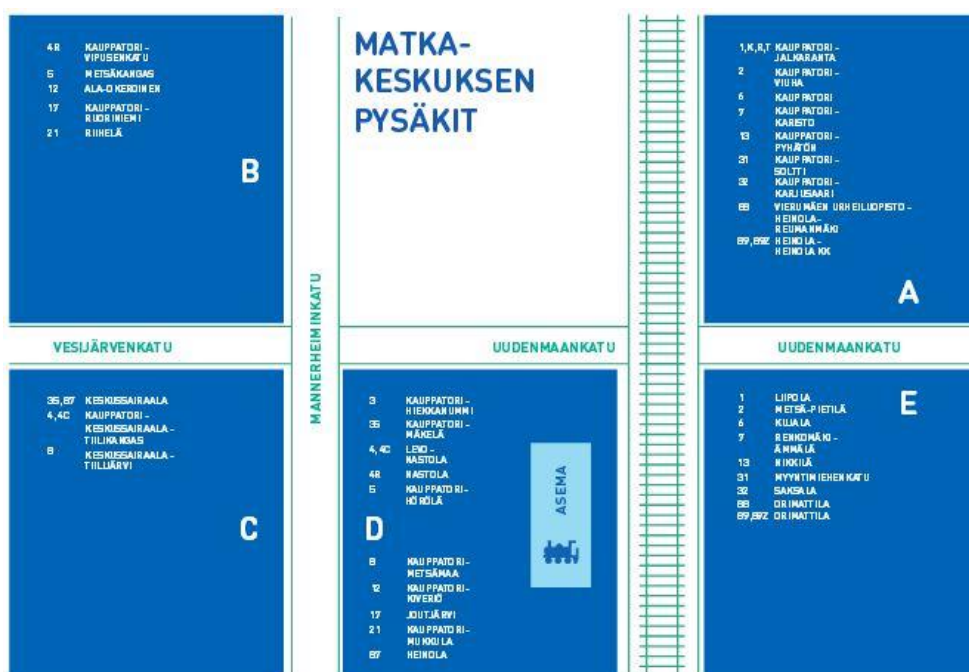 MATKA-
KESKUKSEN
PYSÄKIT
4R KAUPPATORI –
VIPUSENKATU
5 METSÄKANGAS
12 ALA-OKEROINEN
17 KAUPPATORI –
RUORINIEMI
21 RIIHELÄ
B
1,K,R,T KAUPPATORI –
JALKARANTA
2 KAUPPATORI –
VIUHA
6 KAUPPATORI
7 KAUPPATORI –
KARISTO
13 KAUPPATORI –
PYHÄTÖN
31 KAUPPATORI –
SOLTTI
32 KAUPPATORI –
KARJUSAARI
88 VIERUMÄEN URHEILUOPISTO –
HEINOLA –
REUMANMÄKI
89,89Z HEINOLA –
HEINOLA KK
A
MANNERHEIMINKATU
VESIJÄRVENKATU
UUDENMAANKATU
UUDENMAANKATU
35,87 KESKUSSAIRAALA
4,4C KAUPPATORI –
KESKUSSAIRAALA –
TIILIKANGAS
8 KESKUSSAIRAALA –
TIILIJÄRVI
C
3 KAUPPATORI –
HIEKKANUMMI
35 KAUPPATORI –
MÄKELÄ
4,4C LEVO –
NASTOLA
4R NASTOLA
5 KAUPPATORI –
HÖRÖLÄ
D
8 KAUPPATORI –
METSÄMAA
12 KAUPPATORI –
KIVERIÖ
17 JOUTJÄRVI
21 KAUPPATORI –
MUKKULA
87 HEINOLA
ASEMA
1 LIIPOLA
2 METSÄ-PIETILÄ
6 KUJALA
7 RENKOMÄKI –
ÄMMÄLÄ
13 NIKKILÄ
31 MYYNTIMIEHENKATU
32 SAKSALA
88 ORIMATTILA
89,89Z ORIMATTILA
E